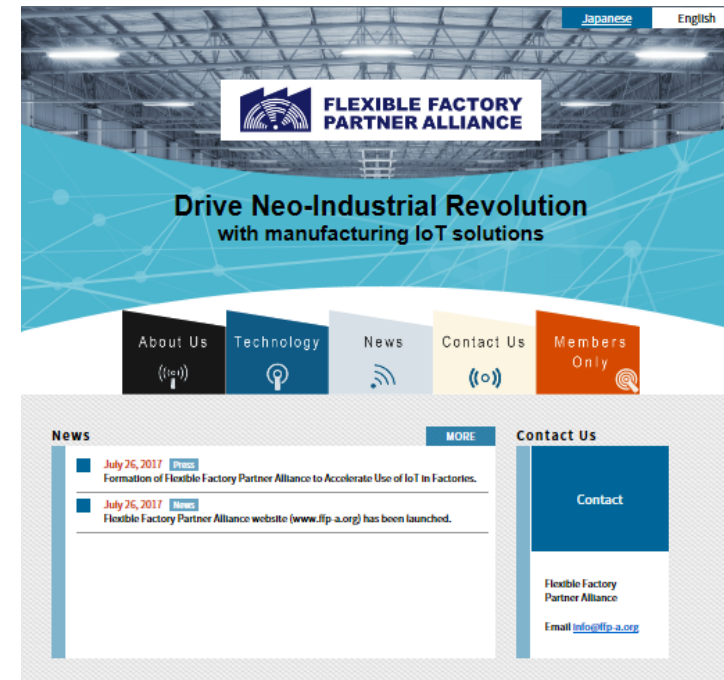 Japanese English
FLEXIBLE FACTORY
PARTNER ALLIANCE
Drive Neo-Industrial Revolution
with manufacturing IoT solutions
About Us
Technology
News
Contact Us
Members
Only
News
MORE
July 26, 2017 Press
Formation of Flexible Factory Partner Alliance to Accelerate Use of IoT in Factories.
July 26, 2017 News
Flexible Factory Partner Alliance website (www.ffp-a.org) has been launched.
Contact Us
Contact
Flexible Factory
Partner Alliance
Email info@ffp-a.org